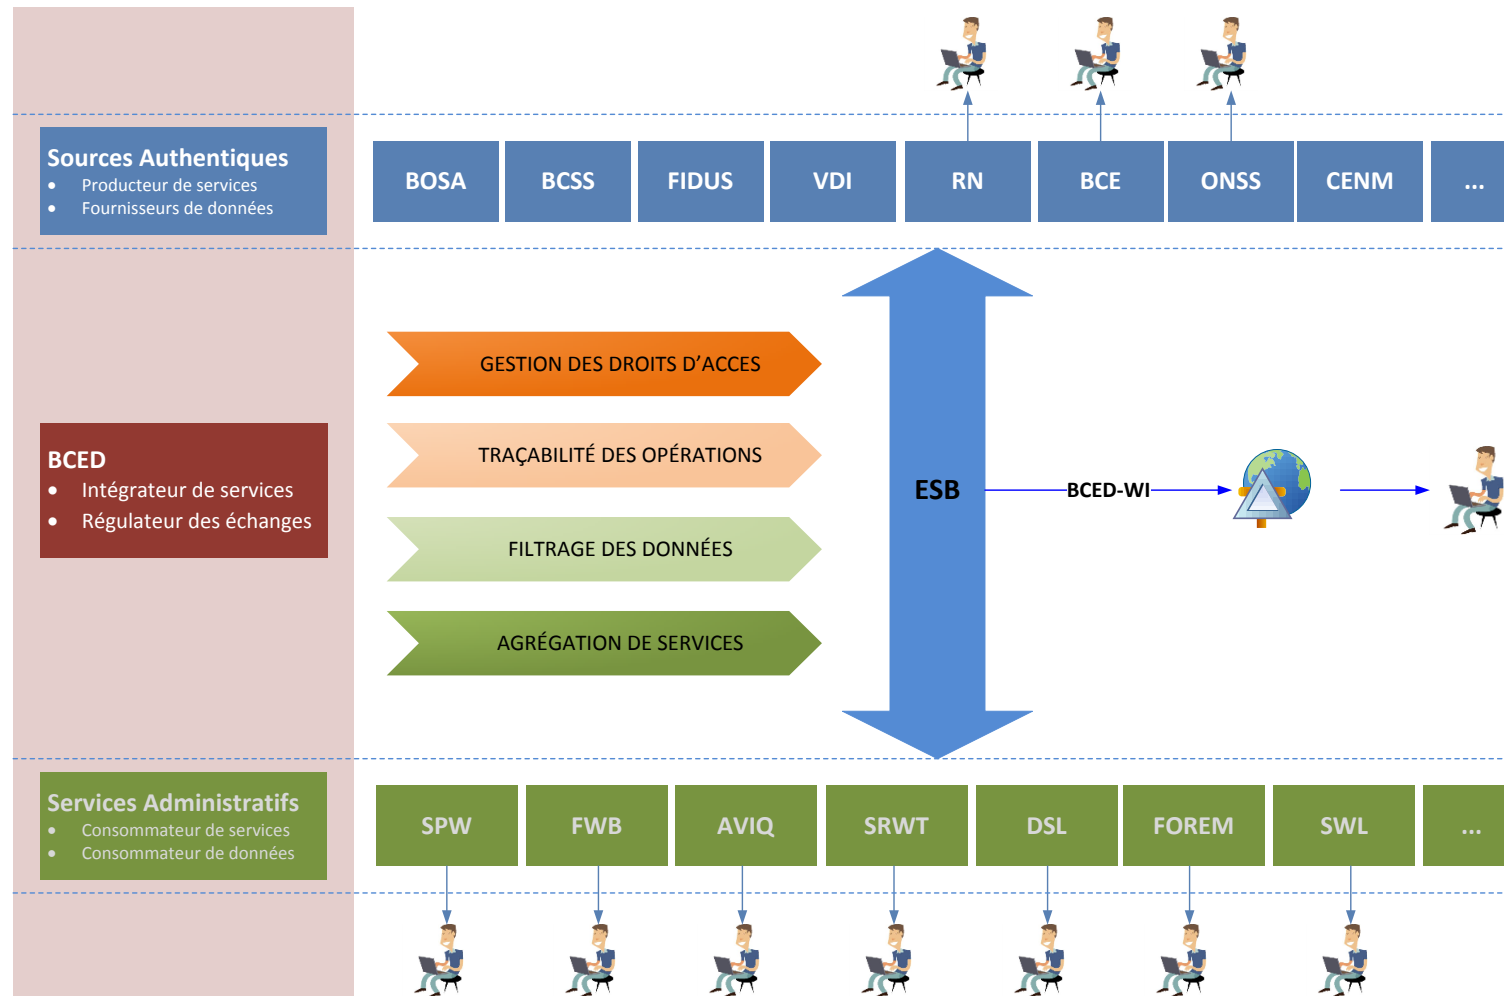 Sources Authentiques
• Producteur de services
• Fournisseurs de données
BOSA
BCSS
FIDUS
VDI
RN
BCE
ONSS
CENM
...
GESTION DES DROITS D’ACCES
TRAÇABILITÉ DES OPÉRATIONS
FILTRAGE DES DONNÉES
AGRÉGATION DE SERVICES
BCED
• Intégrateur de services
• Régulateur des échanges
ESB
BCED-WI
Services Administratifs
• Consommateur de services
• Consommateur de données
SPW
FWB
AVIQ
SRWT
DSL
FOREM
SWL
...